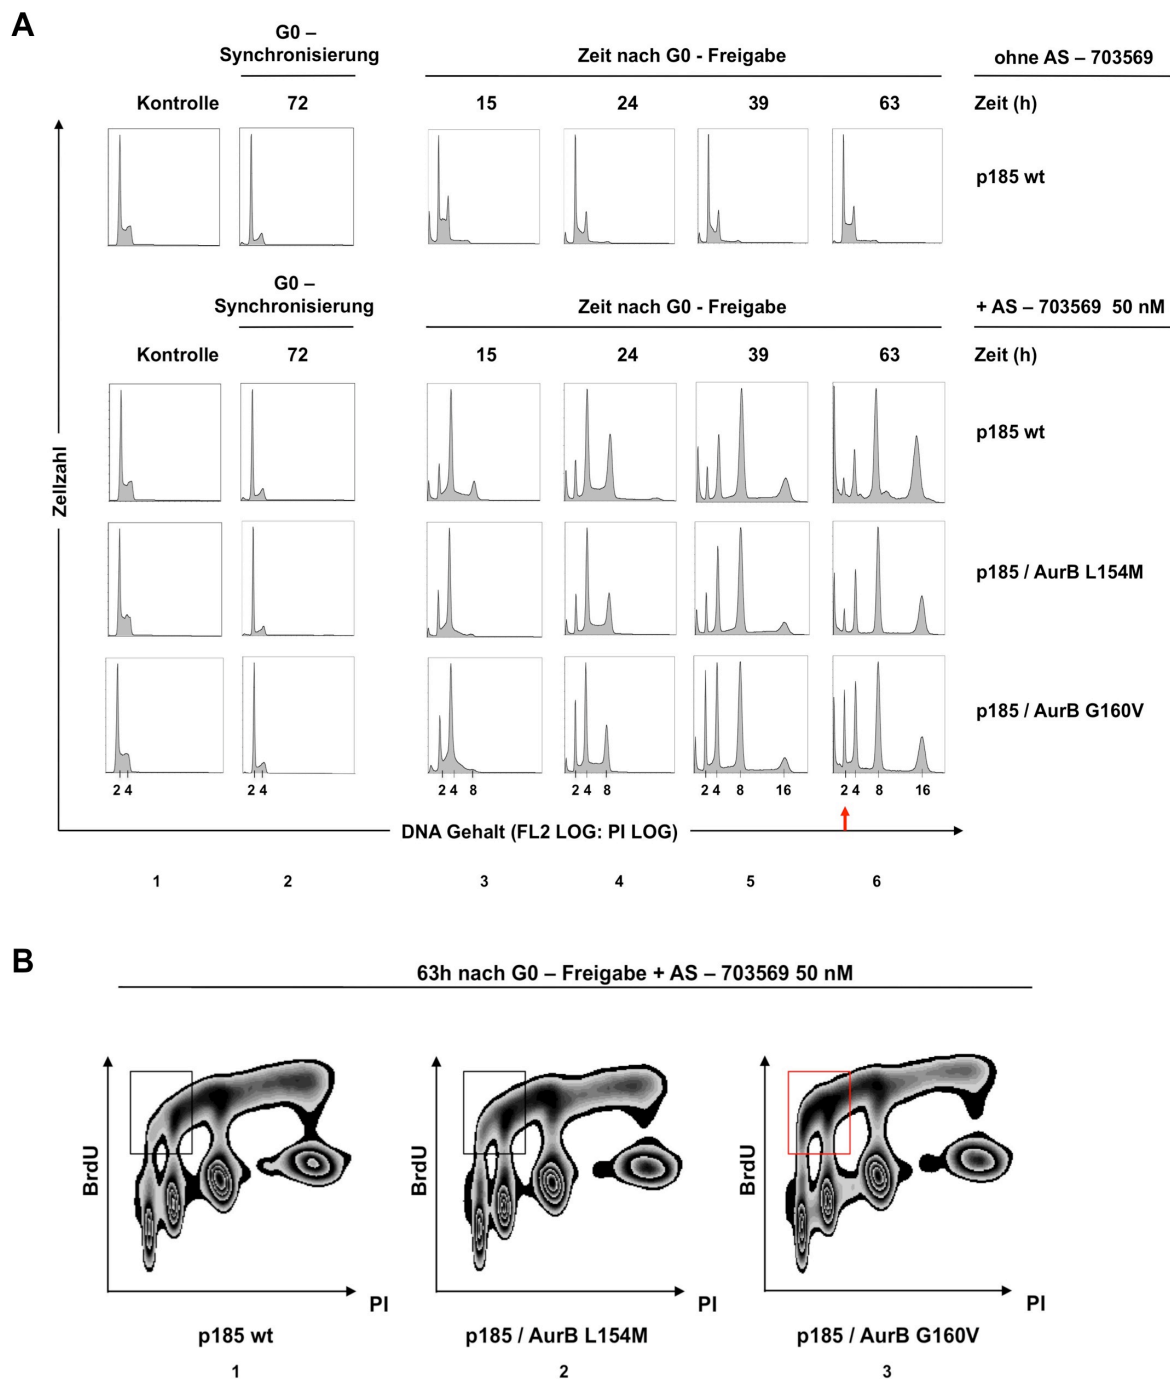 A
G0 –
Synchronisierung
Zeit nach G0 - Freigabe
ohne AS – 703569
Kontrolle
72
15
24
39
63
Zeit (h)
p185 wt
G0 –
Synchronisierung
Zeit nach G0 - Freigabe
+ AS – 703569 50 nM
Kontrolle
72
15
24
39
63
Zeit (h)
p185 wt
Zellzahl
p185 / AurB L154M
p185 / AurB G160V
2 4
2 4
2 4 8
2 4 8
2 4 8 16
2 4 8 16
DNA Gehalt (FL2 LOG: PI LOG)
1
2
3
4
5
6
B
63h nach G0 – Freigabe + AS – 703569 50 nM
BrdU
PI
BrdU
PI
BrdU
PI
p185 wt
p185 / AurB L154M
p185 / AurB G160V
1
2
3